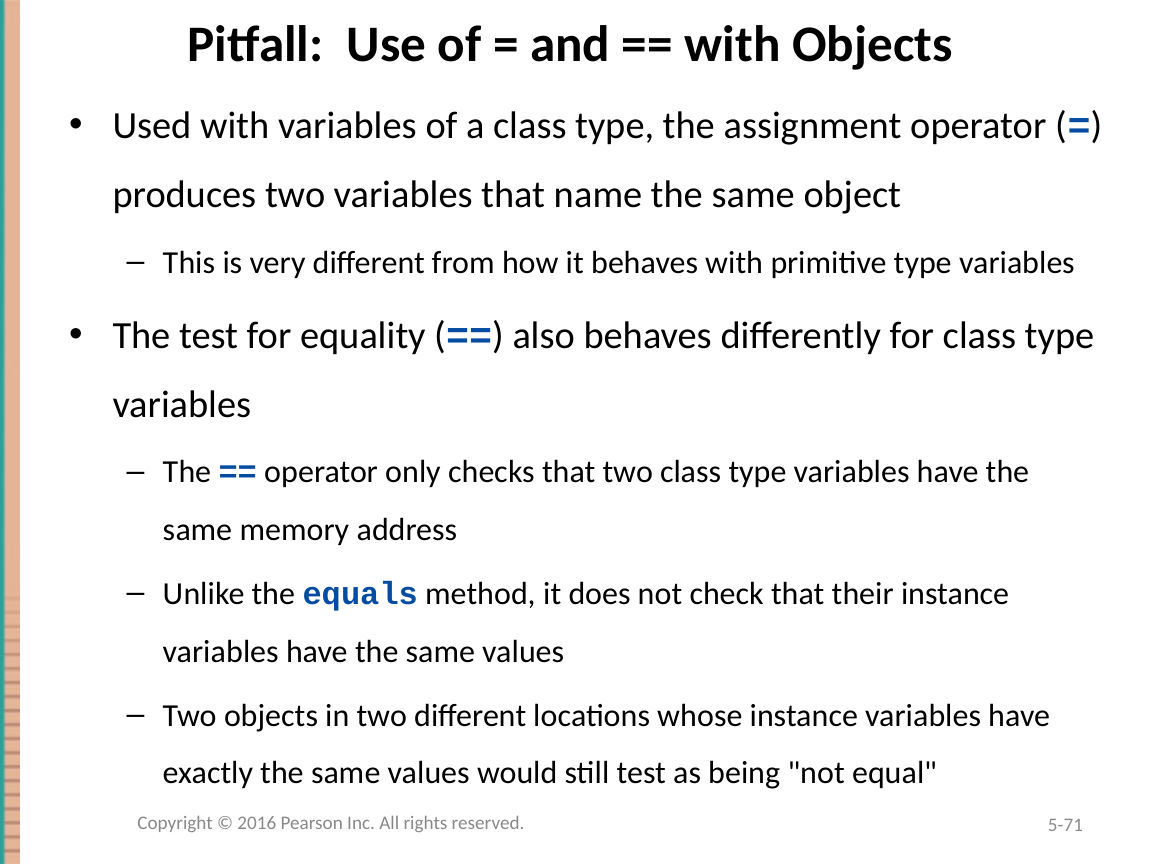 Pitfall:  Use of = and == with Objects
• Used with variables of a class type, the assignment operator (=)
produces two variables that name the same object
– This is very different from how it behaves with primitive type variables
• The test for equality (==) also behaves differently for class type
variables
– The == operator only checks that two class type variables have the
same memory address
– Unlike the equals method, it does not check that their instance
variables have the same values
– Two objects in two different locations whose instance variables have
exactly the same values would still test as being "not equal"
Copyright © 2016 Pearson Inc. All rights reserved.
5-71